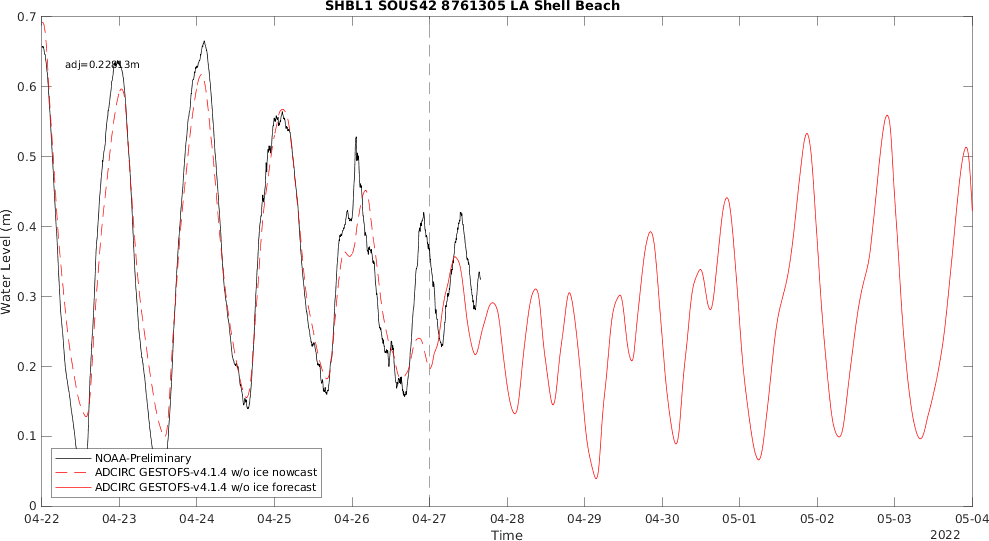 SHBL1 SOUS42 8761305 LA Shell Beach
0.7
0.6
0.5
0.4
0.3
0.2
0.1
0
Water Level (m)
NOAA-Preliminary
ADCIRC GESTOFS-v4.1.4 w/o ice nowcast
ADCIRC GESTOFS-v4.1.4 w/o ice forecast
04-22 04-23 04-24 04-25 04-26 04-27 04-28 04-29 04-30 05-01 05-02 05-03 05-04
Time
2022